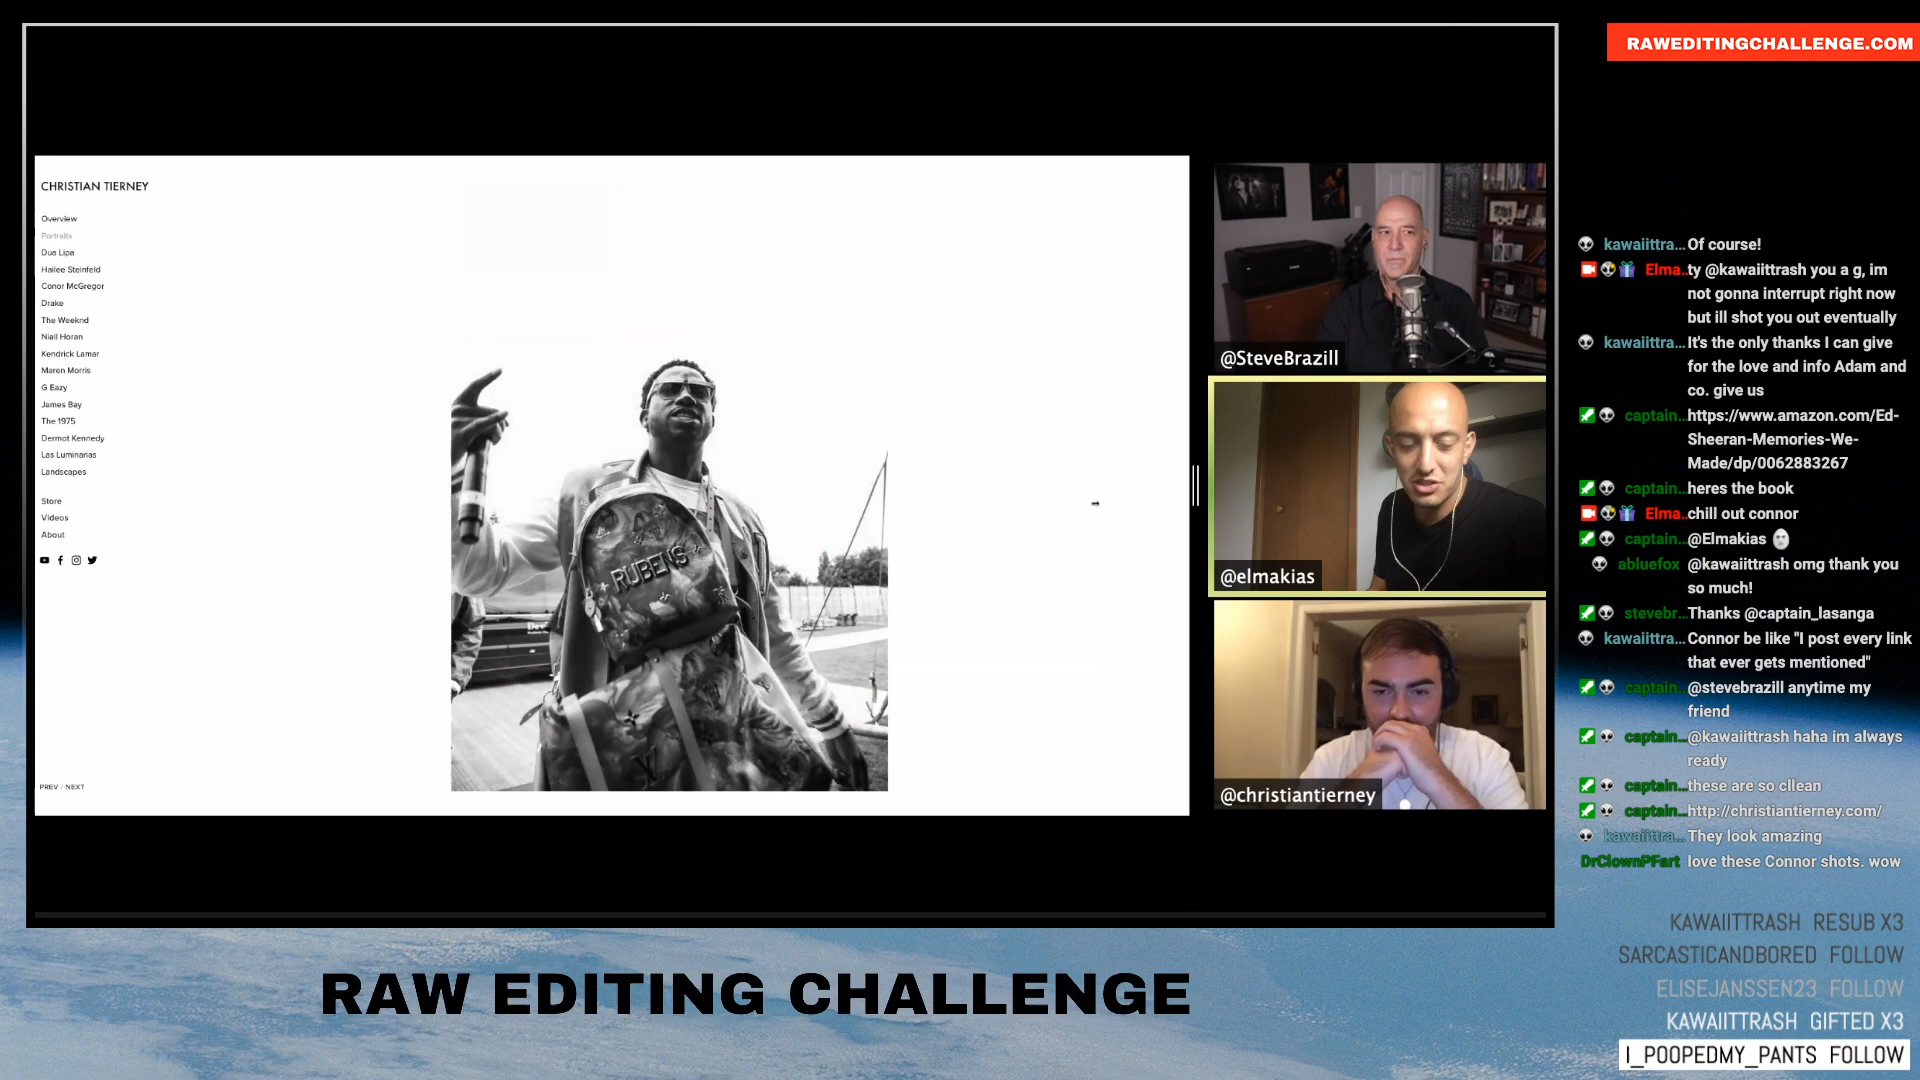 RAWEDITINGCHALLENGE.COM
CHRISTIAN TIERNEY
Overview
Portraits
Dua Lipa
Hailee Steinfeld
Conor McGregor
Drake
The Weeknd
Niall Horan
Kendrick Lamar
Maren Morris
G Eazy
James Bay
The 1975
Dermot Kennedy
Las Luminarias
Landscapes
Store
Videos
About
PREV / NEXT
RUBENS
@SteveBrazill
@elmakias
@christiantierney
kawaiittra... Of course!
Elma.. ty @kawaiittrash you a g, im
not gonna interrupt right now
but ill shot you out eventually
kawaiittra... It's the only thanks I can give
for the love and info Adam and
co. give us
captain... https://www.amazon.com/Ed-
Sheeran-Memories-We-
Made/dp/0062883267
captain... heres the book
Elma.. chill out connor
captain... @Elmakias
abluefox @kawaiittrash omg thank you
so much!
stevebr... Thanks @captain_lasanga
kawaiittra... Connor be like "I post every link
that ever gets mentioned"
captain... @stevebrazill anytime my
friend
captain... @kawaiittrash haha im always
ready
captain... these are so cllean
captain... http://christiantierney.com/
kawaiittra... They look amazing
DrClownPFart love these Connor shots. wow
KAWAIITTRASH RESUB X3
SARCASTICANDBORED FOLLOW
ELISEJANSSEN23 FOLLOW
KAWAIITTRASH GIFTED X3
I_POOPEDMY_PANTS FOLLOW
RAW EDITING CHALLENGE